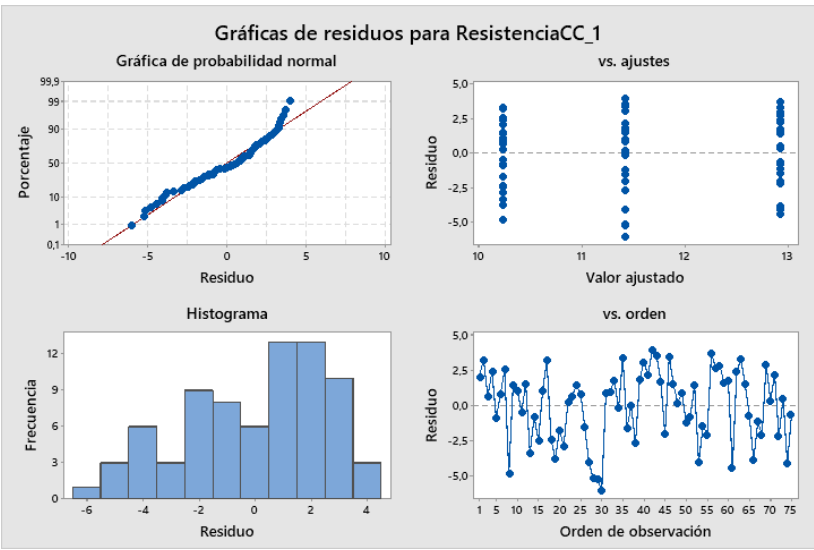 Gráficas de residuos para ResistenciaCC_1
Gráfica de probabilidad normal
99,9
99
90
50
10
1
0,1
Porcentaje
-10 -5 0 5 10
Residuo
vs. ajustes
5,0
2,5
0,0
-2,5
-5,0
Residuo
10 11 12 13
Valor ajustado
Histograma
12
9
6
3
0
Frecuencia
-6 -4 -2 0 2 4
Residuo
vs. orden
5,0
2,5
0,0
-2,5
-5,0
Residuo
1 5 10 15 20 25 30 35 40 45 50 55 60 65 70 75
Orden de observación